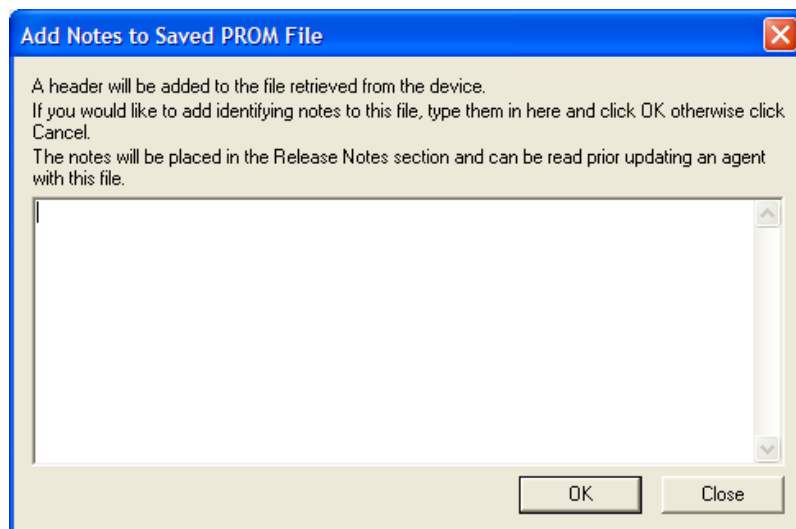 Add Notes to Saved PROM File
A header will be added to the file retrieved from the device.
If you would like to add identifying notes to this file, type them in here and click OK otherwise click
Cancel.
The notes will be placed in the Release Notes section and can be read prior updating an agent
with this file.
OK
Close